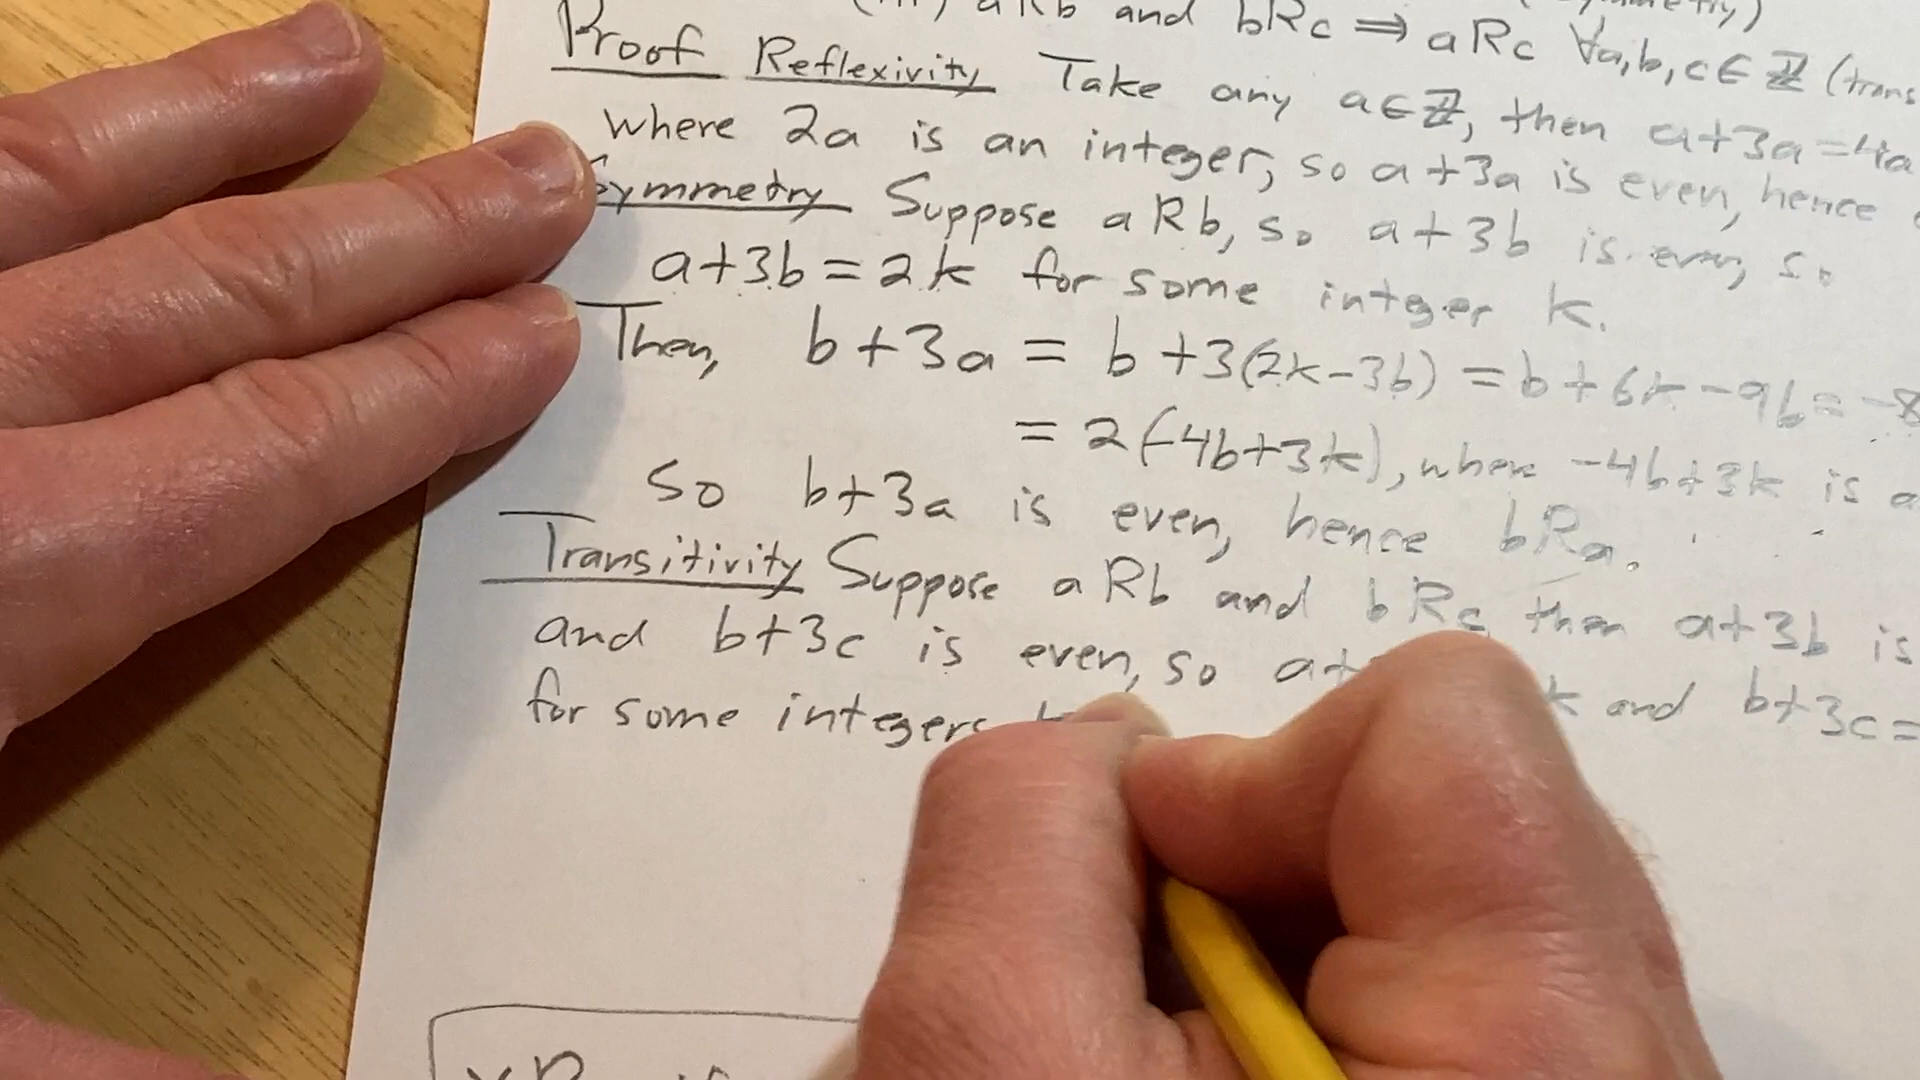 aRb and bRc ⇒ aRc ∀a,b,c∈ℤ (trans
Proof Reflexivity Take any a∈ℤ, then a+3a=4a
where 2a is an integer, so a+3a is even, hence
Symmetry Suppose aRb, so a+3b is even, so
a+3b=2k for some integer k.
Then, b+3a = b+3(2k-3b) = b+6k-9b=-8
= 2(-4b+3k), where -4b+3k is a
So b+3a is even, hence bRa.
Transitivity Suppose aRb and bRc, then a+3b is
and b+3c is even, so a+ k and b+3c=
for some integers